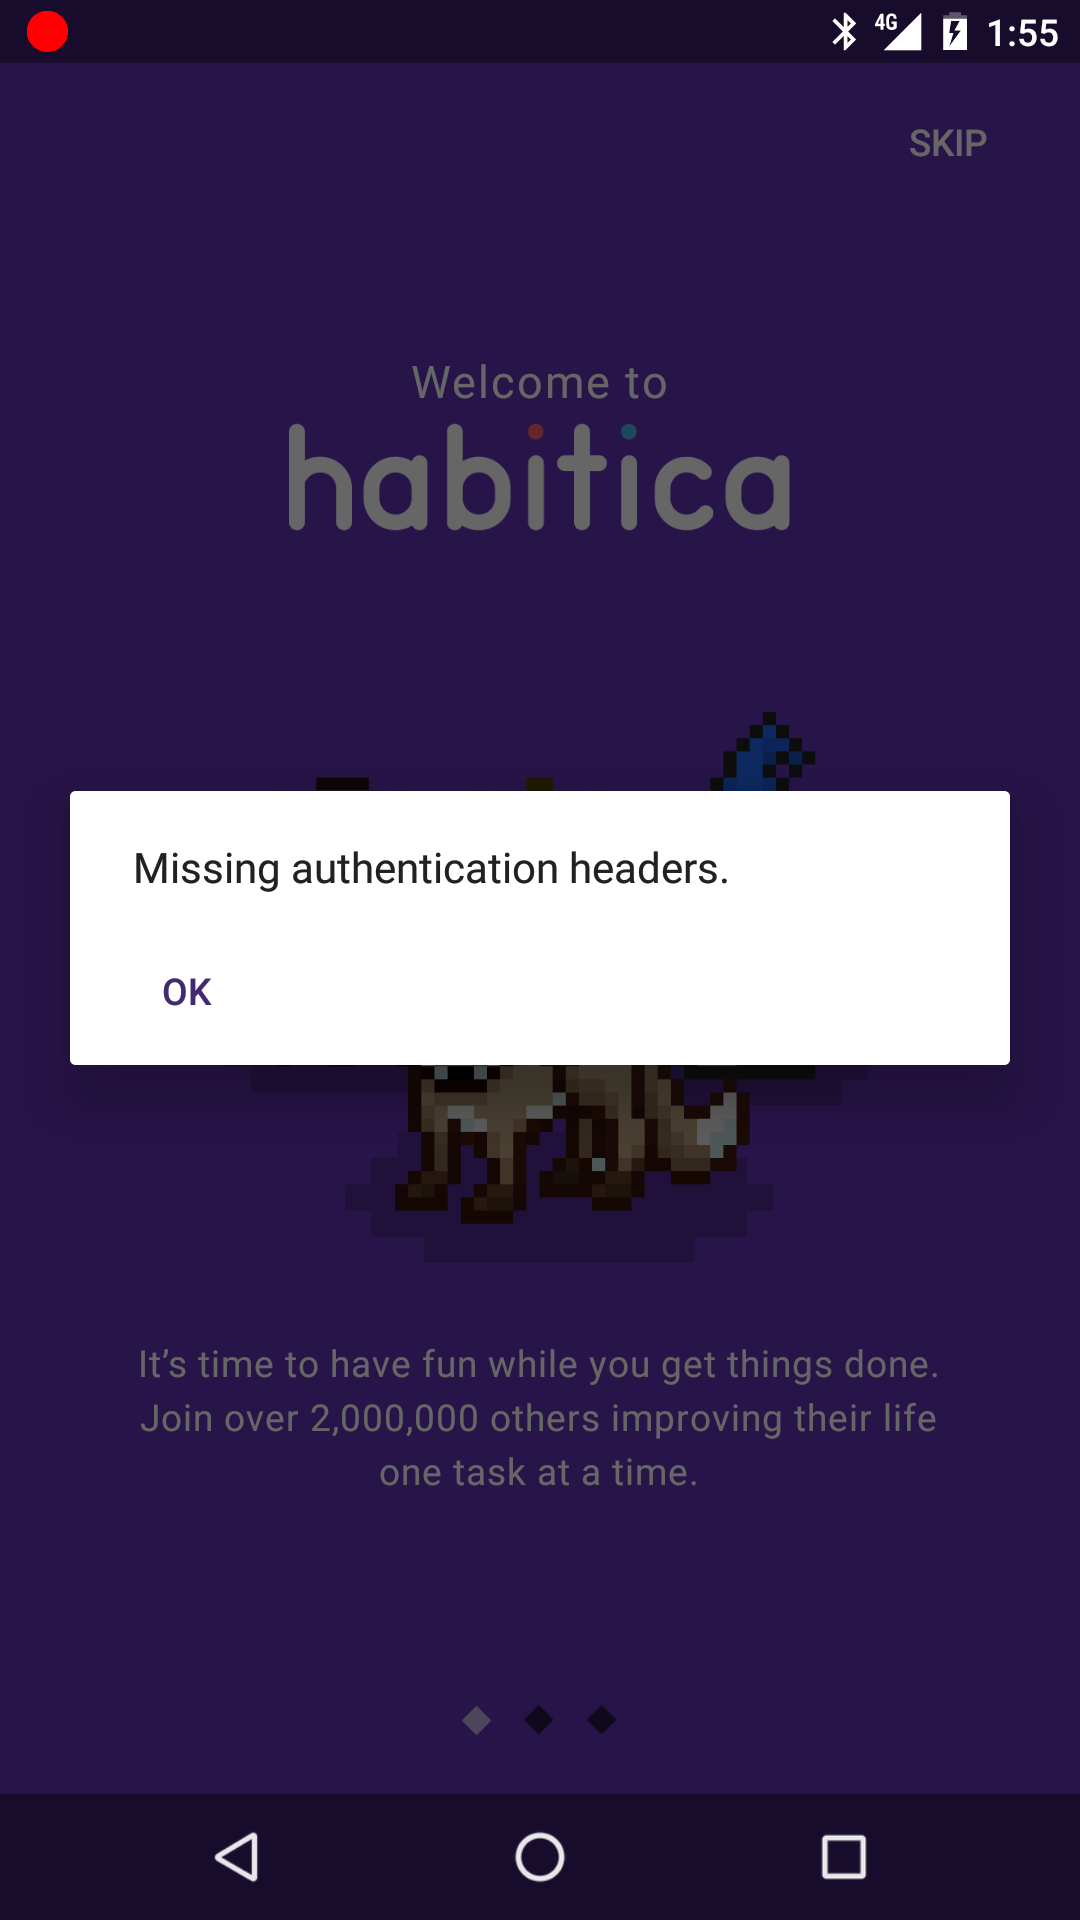 4G 1:55
SKIP
Welcome to
habitica
Missing authentication headers.
OK
It’s time to have fun while you get things done.
Join over 2,000,000 others improving their life
one task at a time.